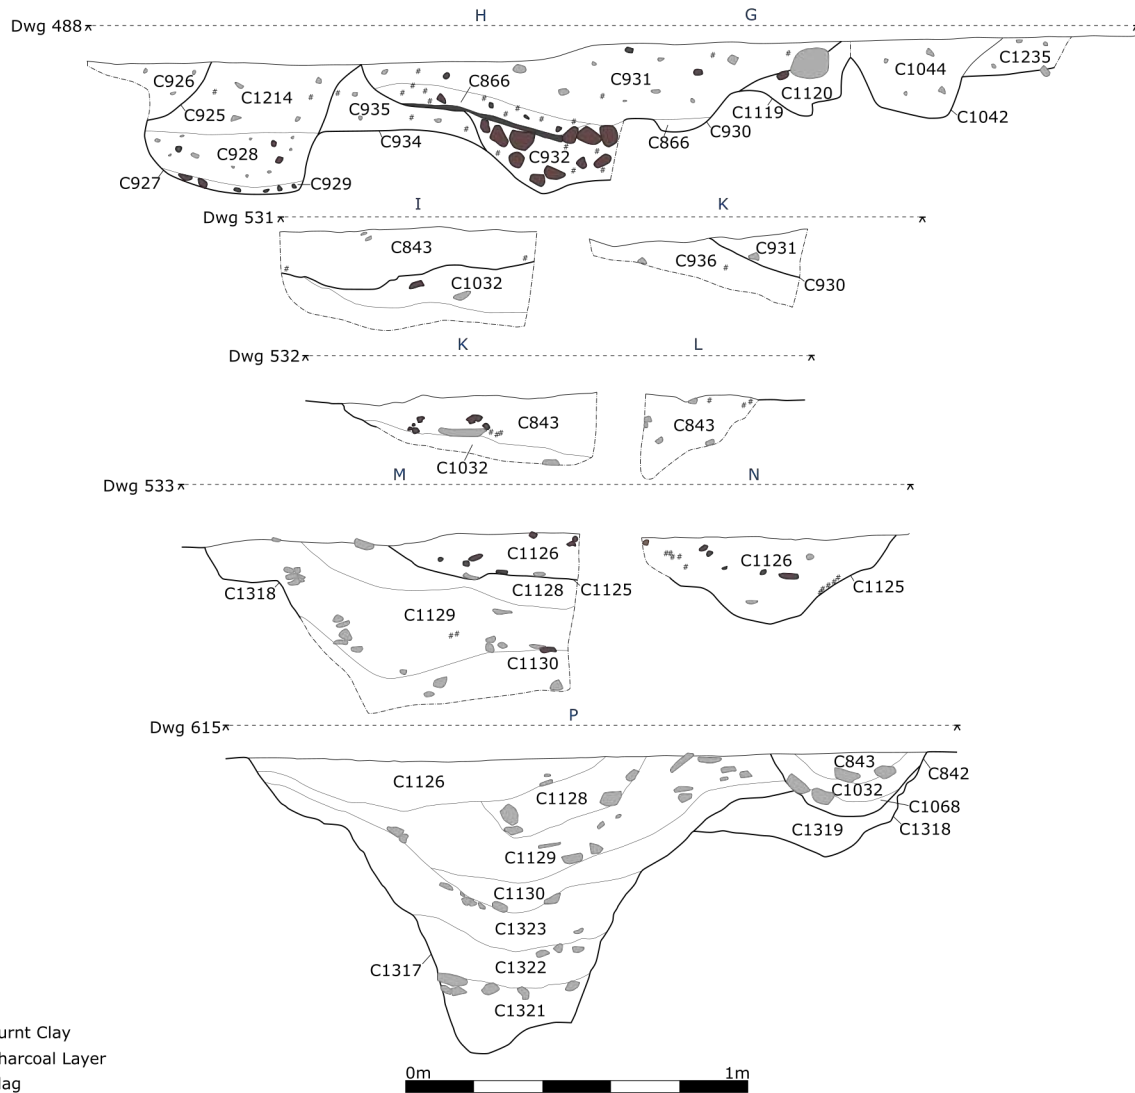 H G
Dwg 488
C926 C1214 C866 C931 C1044 C1235
C925 C935 C1120
C1119 C1042
C928 C934 C932 C866 C930
C927 C929
I K
Dwg 531
C843 C931
C936
C1032 C930
K L
Dwg 532
C843 C843
C1032
M N
Dwg 533
C1126 C1126
C1318 C1128 C1125 C1125
C1129
C1130
P
Dwg 615
C1126 C843 C842
C1128 C1032
C1068
C1319 C1318
C1129
C1130
C1323
C1317 C1322
C1321
urnt Clay
harcoal Layer
lag
0m 1m
# # # # # # # # # # # # # # # # # # # #